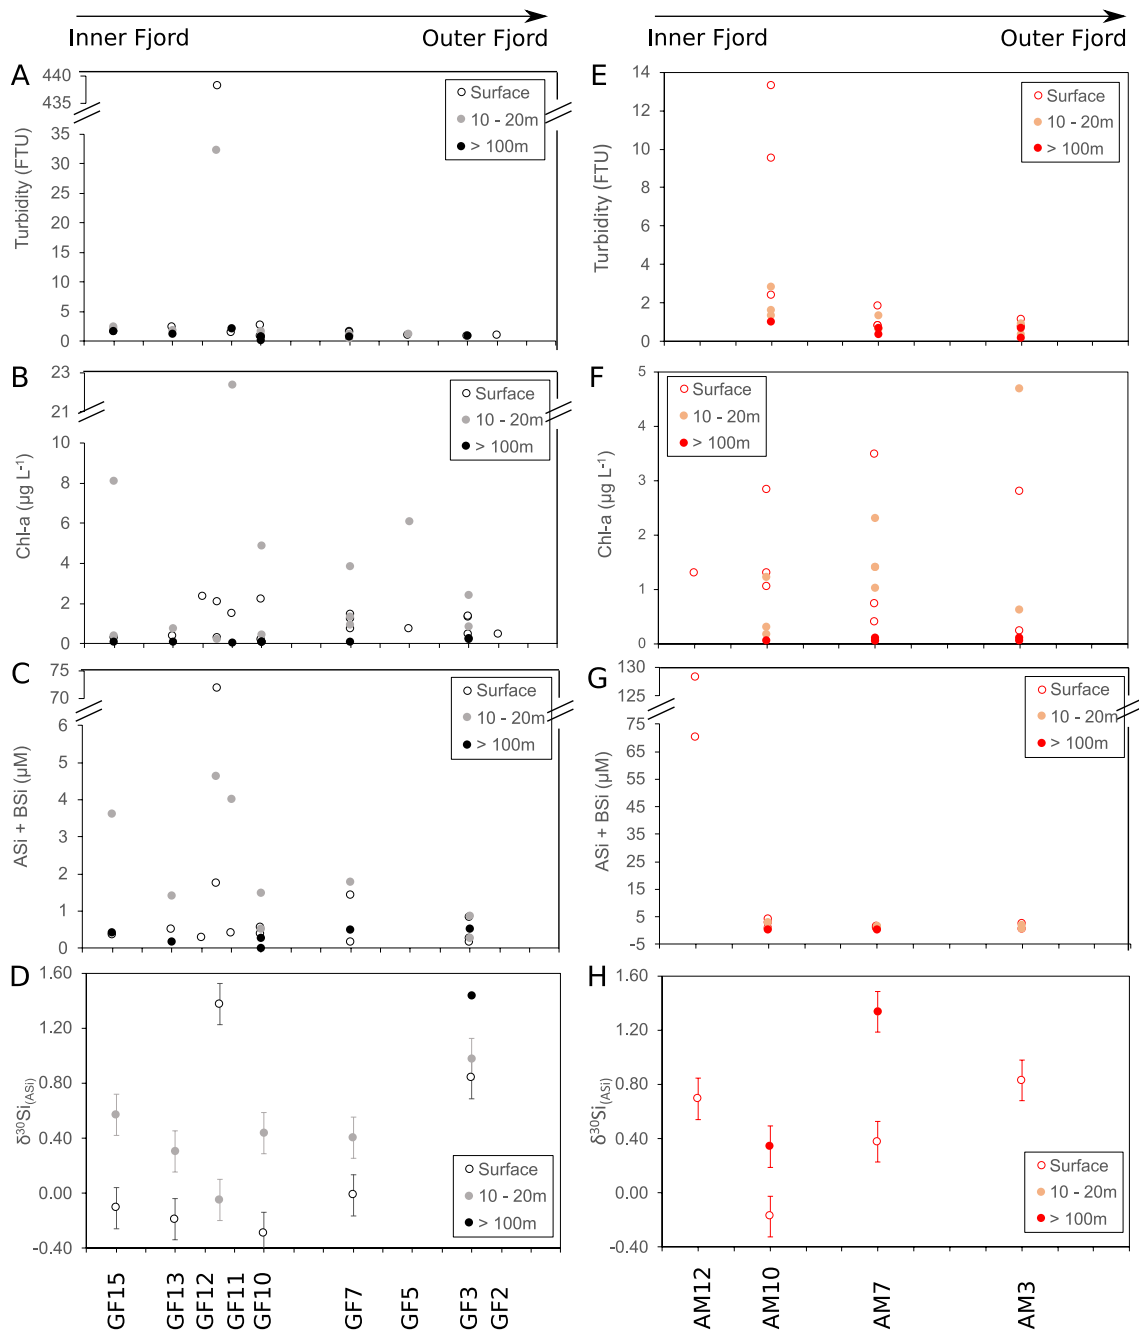 Inner Fjord
Outer Fjord
Inner Fjord
Outer Fjord
A
440
435
35
30
25
20
15
10
5
0
Turbidity (FTU)
Surface
10 - 20m
> 100m
E
14
12
10
8
6
4
2
0
Turbidity (FTU)
Surface
10 - 20m
> 100m
B
23
21
10
8
6
4
2
0
Chl-a (µg L⁻¹)
Surface
10 - 20m
> 100m
F
5
4
3
2
1
0
Chl-a (µg L⁻¹)
Surface
10 - 20m
> 100m
C
75
70
6
5
4
3
2
1
0
ASi + BSi (µM)
Surface
10 - 20m
> 100m
G
130
125
75
65
55
45
35
25
15
5
-5
ASi + BSi (µM)
Surface
10 - 20m
> 100m
D
1.60
1.20
0.80
0.40
0.00
-0.40
δ³⁰Si(ASi)
Surface
10 - 20m
> 100m
H
1.60
1.20
0.80
0.40
0.00
-0.40
δ³⁰Si(ASi)
Surface
10 - 20m
> 100m
GF15
GF13
GF12
GF11
GF10
GF7
GF5
GF3
GF2
AM12
AM10
AM7
AM3